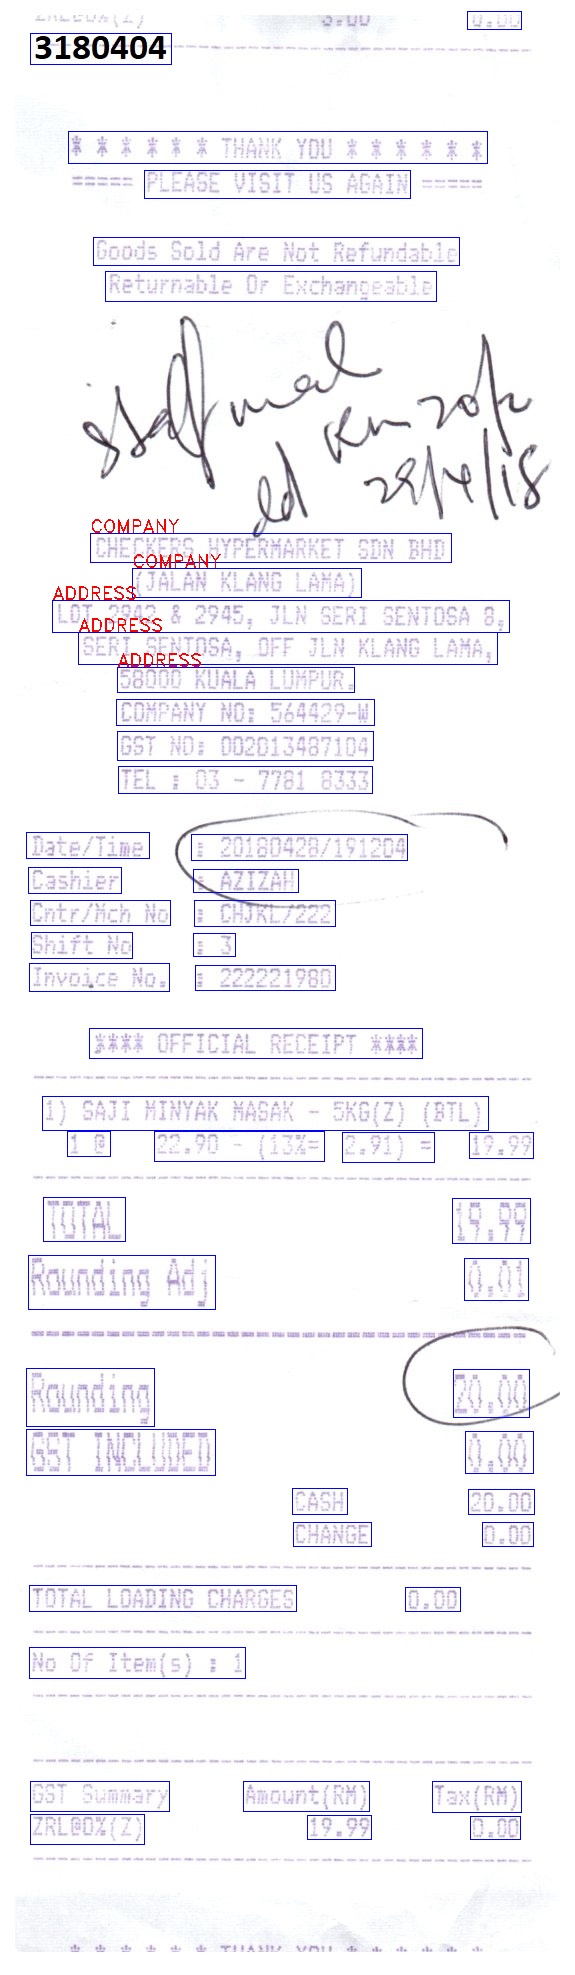 ZRL@0%(Z) 3.00 0.00
3180404
* * * * * * THANK YOU * * * * * *
===== PLEASE VISIT US AGAIN =====
Goods Sold Are Not Refundable
Returnable Or Exchangeable
staff meal
RM 20/2
29/4/18
COMPANY
CHECKERS HYPERMARKET SDN BHD
COMPANY
(JALAN KLANG LAMA)
ADDRESS
LOT 2942 & 2945, JLN SERI SENTOSA 8,
ADDRESS
SERI SENTOSA, OFF JLN KLANG LAMA,
ADDRESS
58000 KUALA LUMPUR.
COMPANY NO: 564429-W
GST NO: 002013487104
TEL : 03 - 7781 8333
Date/Time : 20180428/191204
Cashier : AZIZAH
Cntr/Mch No : CHJKL/222
Shift No : 3
Invoice No. : 222221980
**** OFFICIAL RECEIPT ****
1) SAJI MINYAK MASAK - 5KG(Z) (BTL)
1 @ 22.90 - (13%= 2.91) = 19.99
TOTAL 19.99
Rounding Adj 0.01
Rounding 20.00
GST INCLUDED 0.00
CASH 20.00
CHANGE 0.00
TOTAL LOADING CHARGES 0.00
No Of Item(s) : 1
GST Summary Amount(RM) Tax(RM)
ZRL@0%(Z) 19.99 0.00
* * * * * * THANK YOU * * * * * *